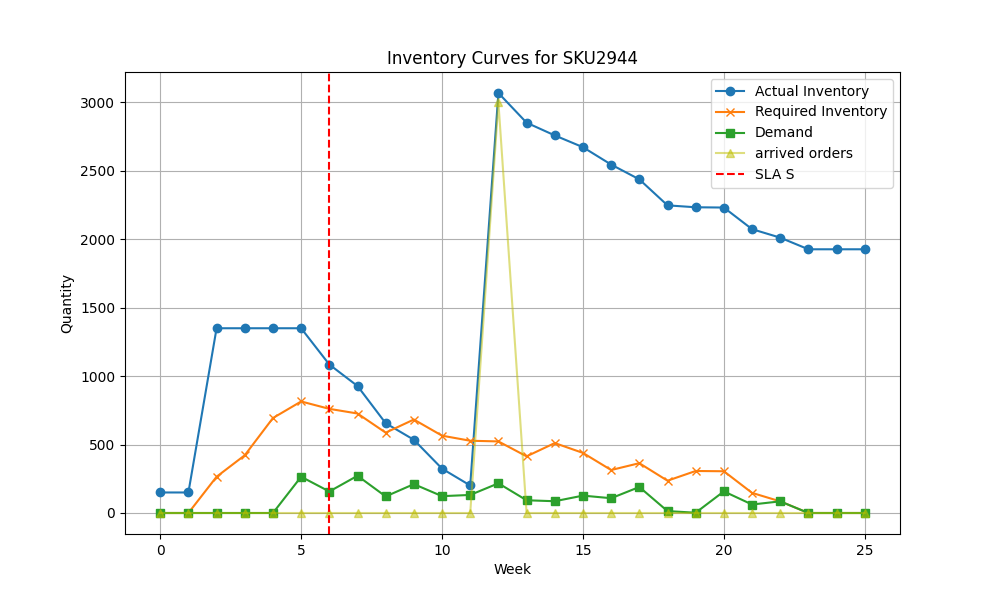 Inventory Curves for SKU2944
Actual Inventory
Required Inventory
Demand
arrived orders
SLA S
3000
2500
2000
1500
1000
500
0
Quantity
0 5 10 15 20 25
Week